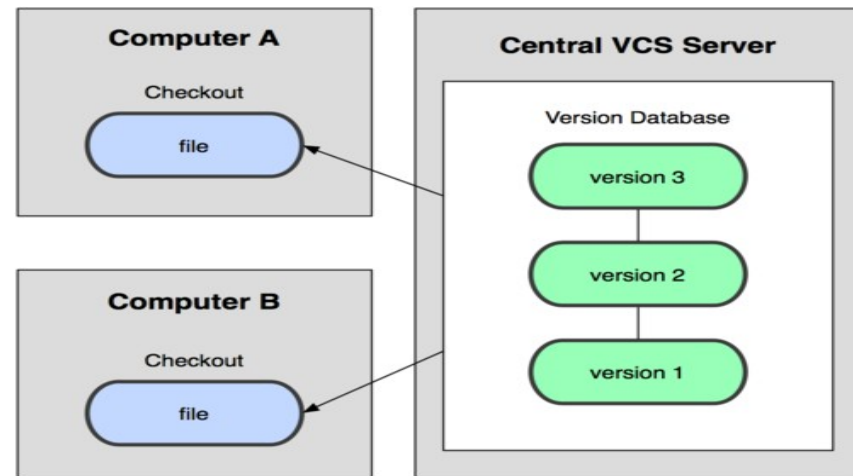 Computer A
Checkout
file
Computer B
Checkout
file
Central VCS Server
Version Database
version 3
version 2
version 1